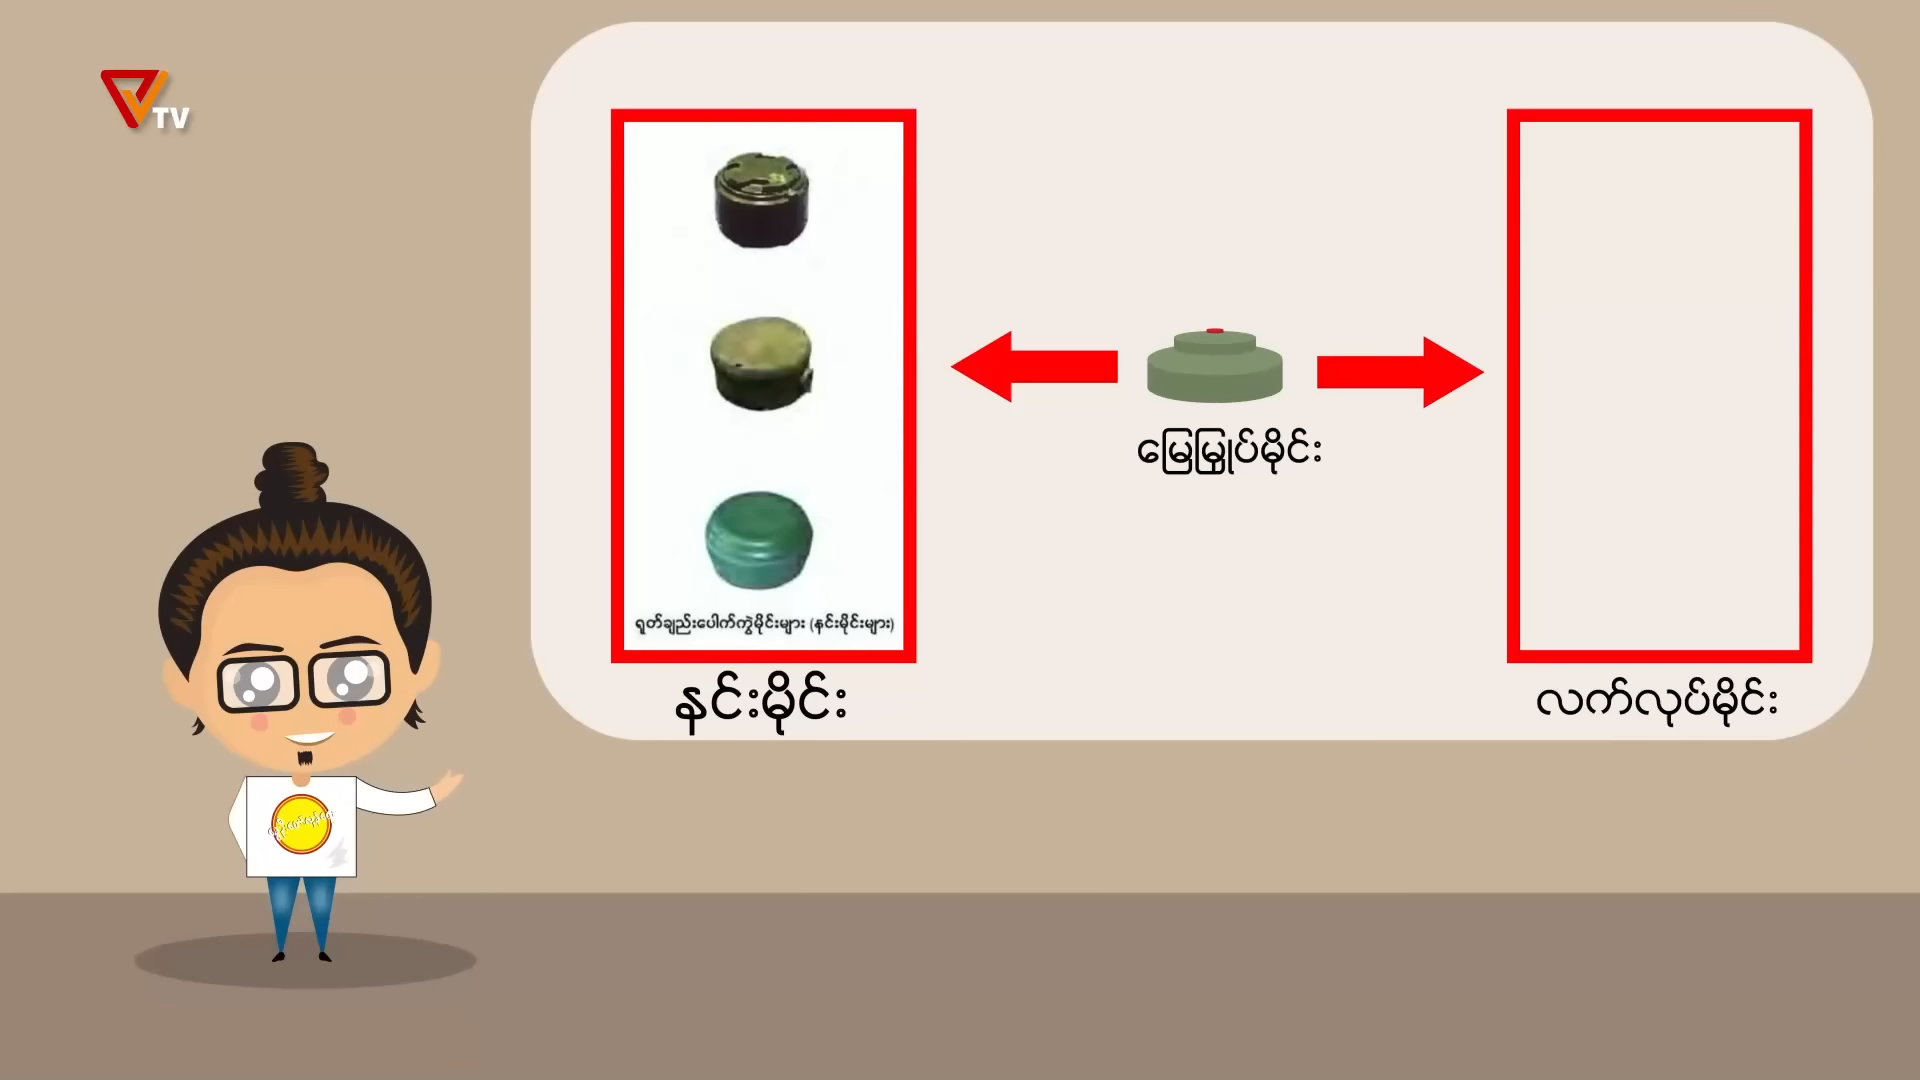 TV
မြေမြှုပ်မိုင်း
ရုတ်ချည်းပေါက်ကွဲမိုင်းများ (နင်းမိုင်းများ)
နင်းမိုင်း
လက်လုပ်မိုင်း